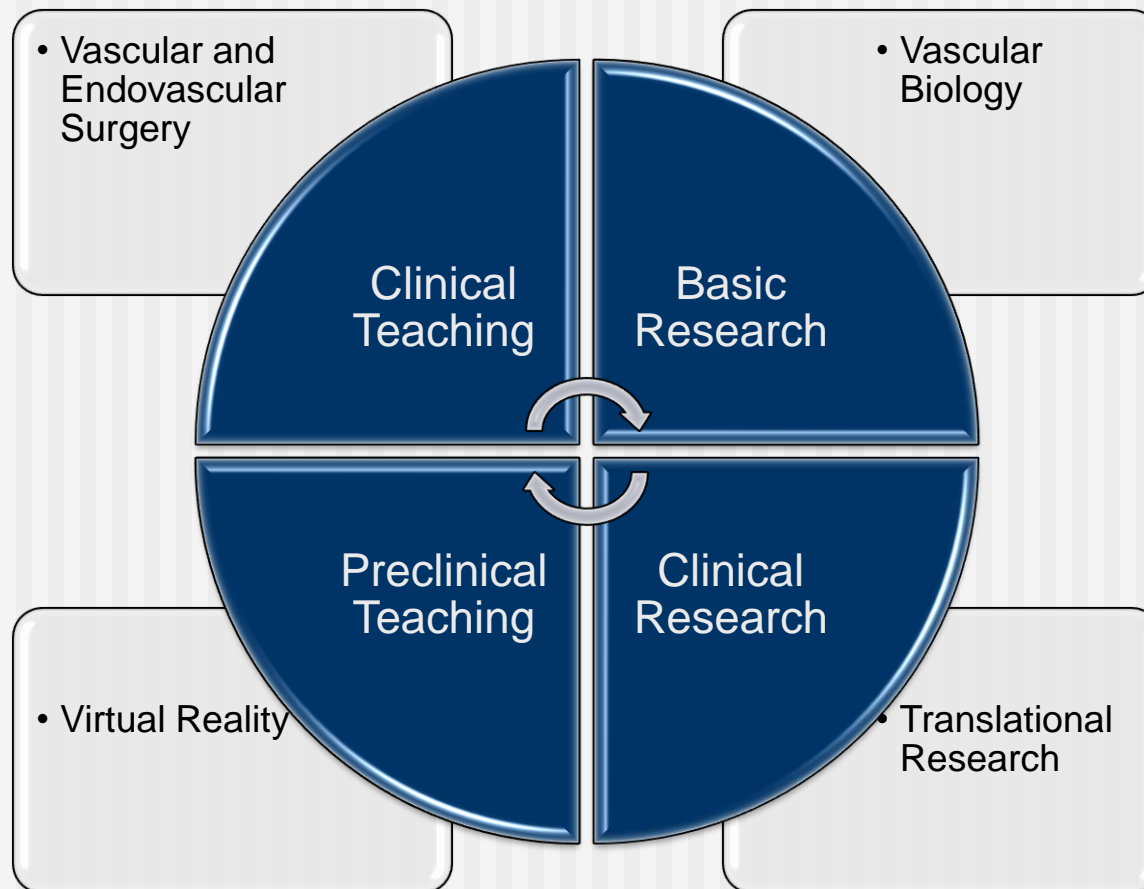 • Vascular and
Endovascular
Surgery
• Vascular
Biology
Clinical
Teaching
Basic
Research
Preclinical
Teaching
Clinical
Research
• Virtual Reality
• Translational
Research